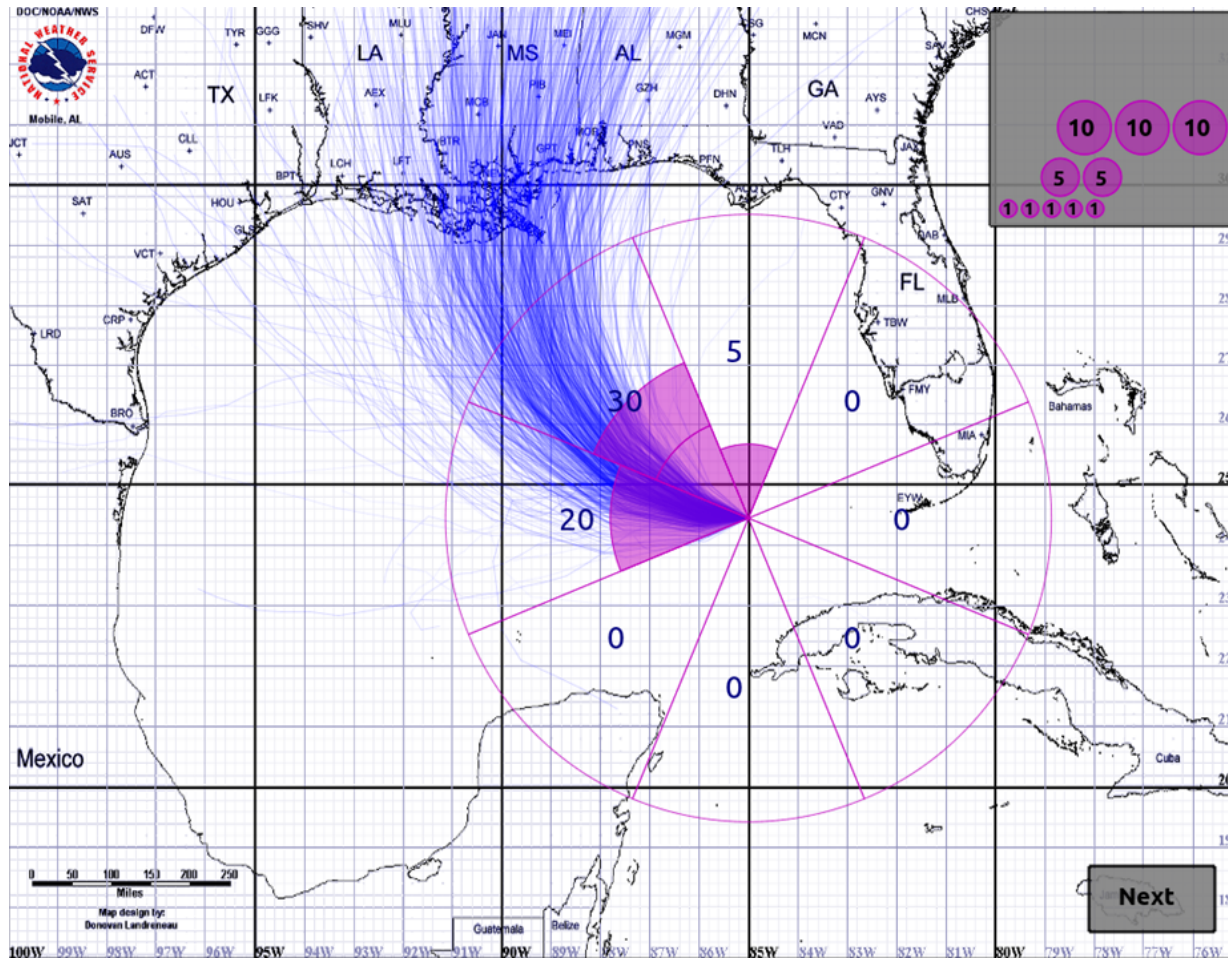 DOC/NOAA/NWS
NATIONAL WEATHER SERVICE
Mobile, AL
DFW
TYR
GGG
SHV
MLU
JAN
MEI
MGM
CSG
MCN
CHS
SAV
LA
MS
AL
GA
TX
ACT
LFK
AEX
MCB
PIB
GZH
DHN
AYS
JCT
AUS
CLL
BPT
LCH
LFT
BTR
GPT
MOB
PNS
PFN
TLH
VAD
JAX
SAT
HOU
GLS
HUM
AQQ
CTY
GNV
DAB
VCT
CRP
LRD
BRO
FL
MLB
TBW
FMY
MIA
EYW
Bahamas
10 10 10
5 5
1 1 1 1 1
5
30
0
20
0
0
0
0
Mexico
Cuba
Guatemala
Belize
0 50 100 150 200 250
Miles
Map design by:
Donovan Landreneau
Next
100W 99W 98W 97W 96W 95W 94W 93W 92W 91W 90W 89W 88W 87W 86W 85W 84W 83W 82W 81W 80W 79W 78W 77W 76W